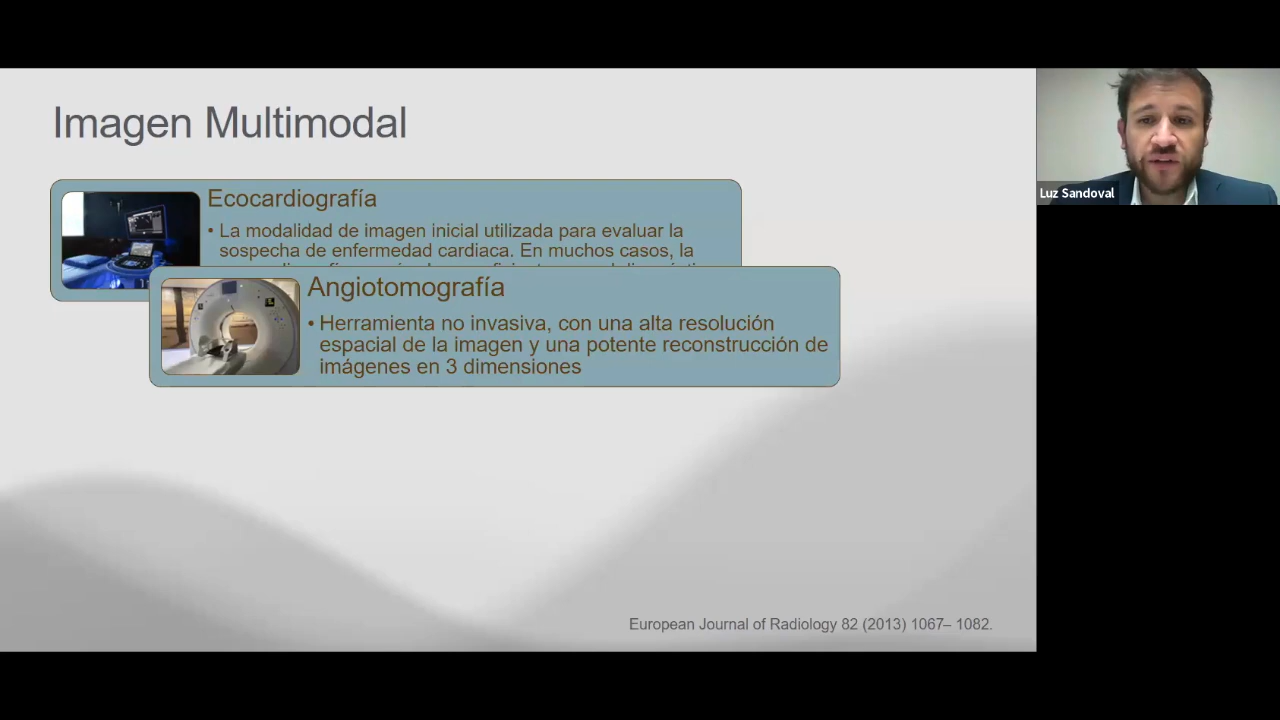 Imagen Multimodal
Ecocardiografía
• La modalidad de imagen inicial utilizada para evaluar la
sospecha de enfermedad cardiaca. En muchos casos, la
Angiotomografía
• Herramienta no invasiva, con una alta resolución
espacial de la imagen y una potente reconstrucción de
imágenes en 3 dimensiones
European Journal of Radiology 82 (2013) 1067– 1082.
Luz Sandoval